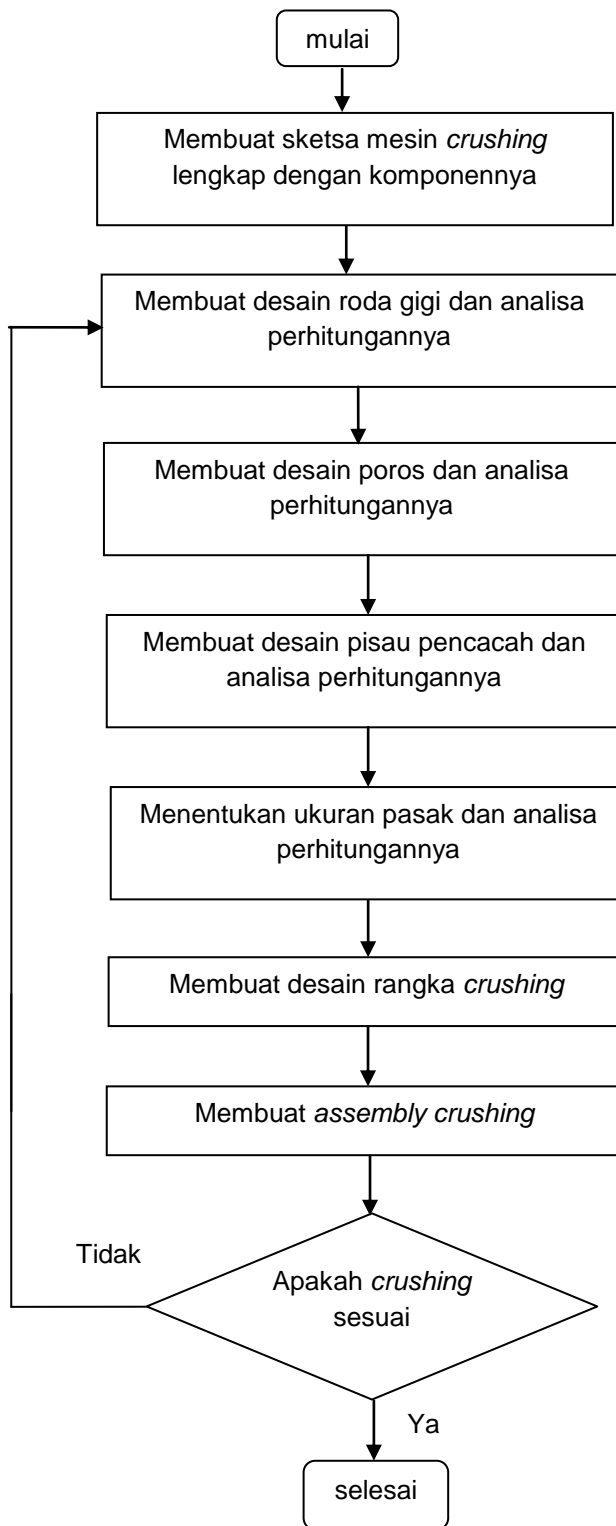 mulai
Membuat sketsa mesin crushing
lengkap dengan komponennya
Membuat desain roda gigi dan analisa
perhitungannya
Membuat desain poros dan analisa
perhitungannya
Membuat desain pisau pencacah dan
analisa perhitungannya
Menentukan ukuran pasak dan analisa
perhitungannya
Membuat desain rangka crushing
Membuat assembly crushing
Tidak
Apakah crushing
sesuai
Ya
selesai